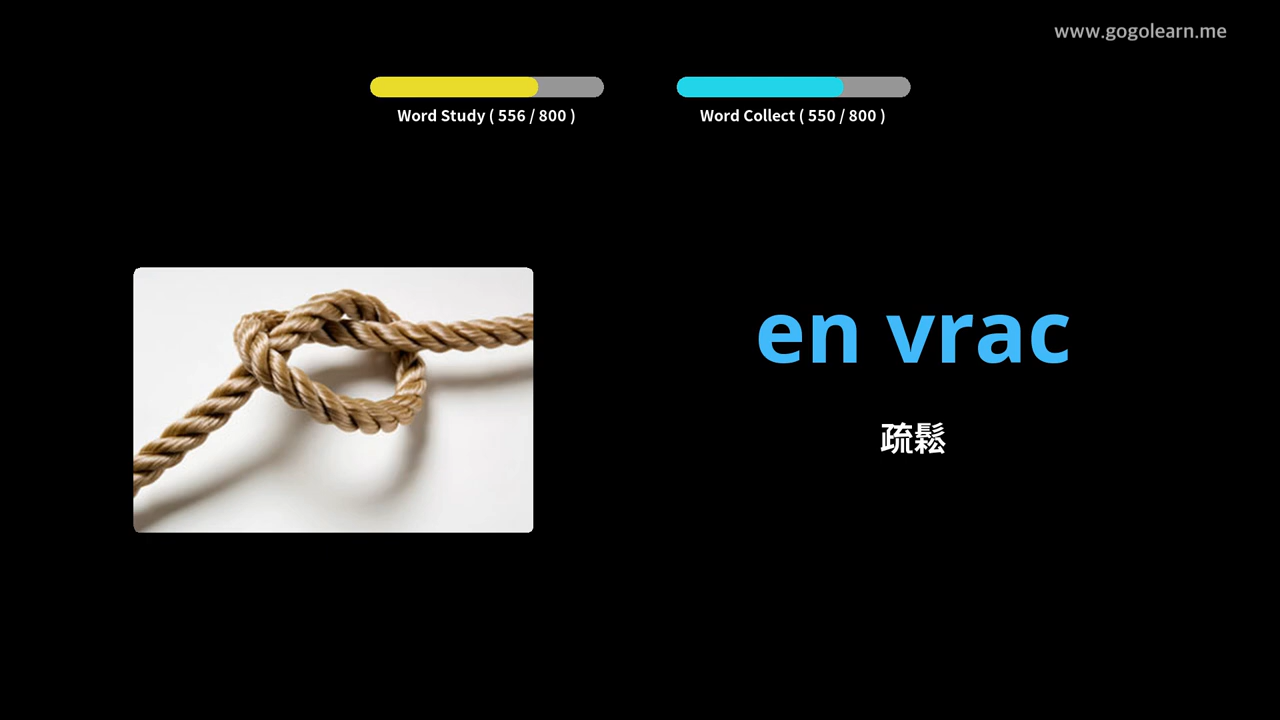 www.gogolearn.me
Word Study ( 556 / 800 )
Word Collect ( 550 / 800 )
en vrac
疏鬆